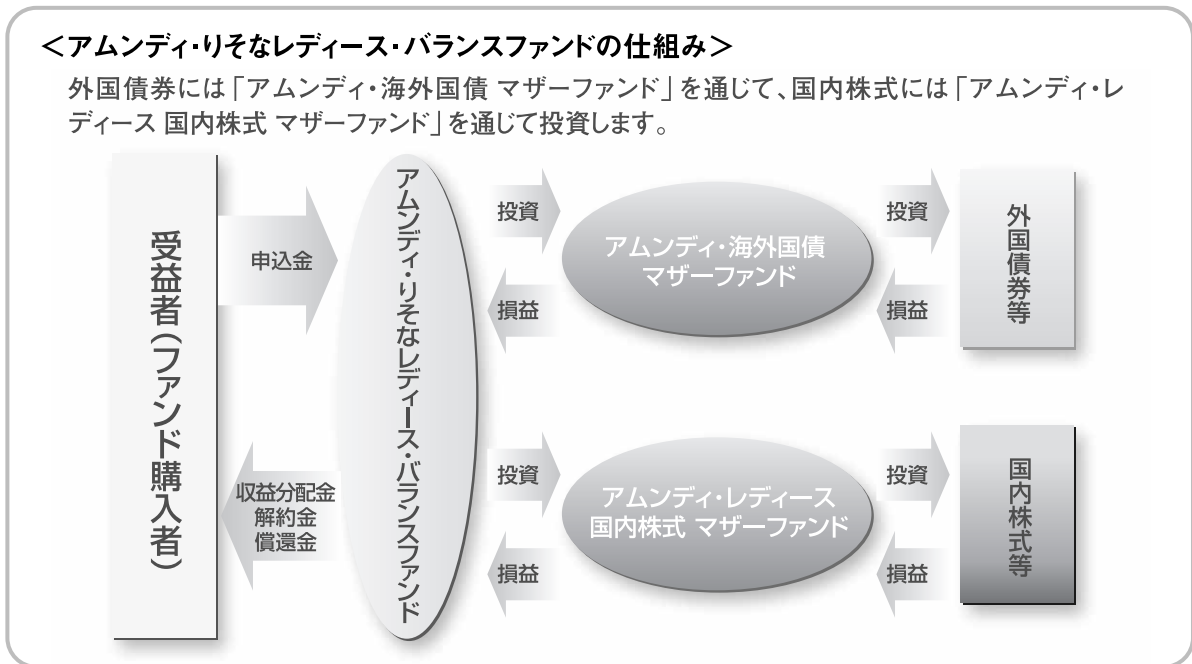 ＜アムンディ・りそなレディース・バランスファンドの仕組み＞
外国債券には「アムンディ・海外国債 マザーファンド」を通じて、国内株式には「アムンディ・レ
ディース 国内株式 マザーファンド」を通じて投資します。
受益者（ファンド購入者）
申込金
収益分配金
解約金
償還金
アムンディ・りそなレディース・バランスファンド
投資
損益
アムンディ・海外国債
マザーファンド
投資
損益
外国債券等
投資
損益
アムンディ・レディース
国内株式 マザーファンド
投資
損益
国内株式等